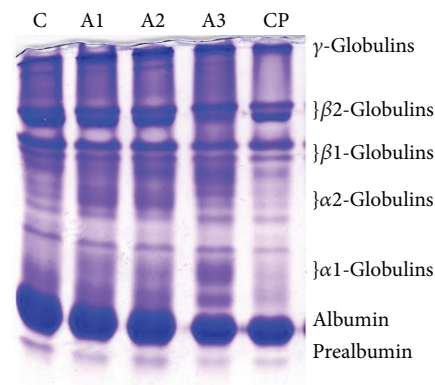 C A1 A2 A3 CP
γ-Globulins
}β2-Globulins
}β1-Globulins
}α2-Globulins
}α1-Globulins
Albumin
Prealbumin